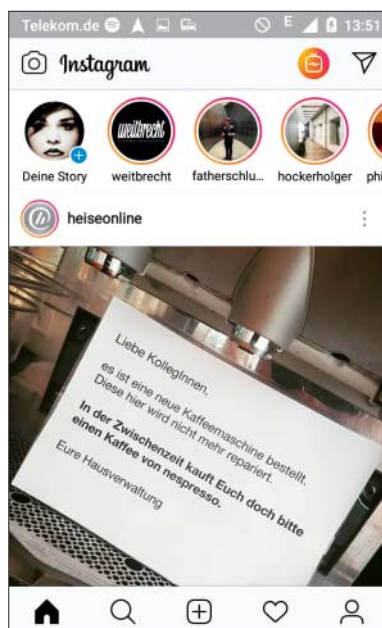 Telekom.de E 13:51
Instagram
Deine Story weitbrecht fatherschlu... hockerholger phi
weitbrecht
heiseonline
Liebe KollegInnen,
es ist eine neue Kaffeemaschine bestellt.
Diese hier wird nicht mehr repariert.
In der Zwischenzeit kauft Euch doch bitte
einen Kaffee von nespresso.
Eure Hausverwaltung